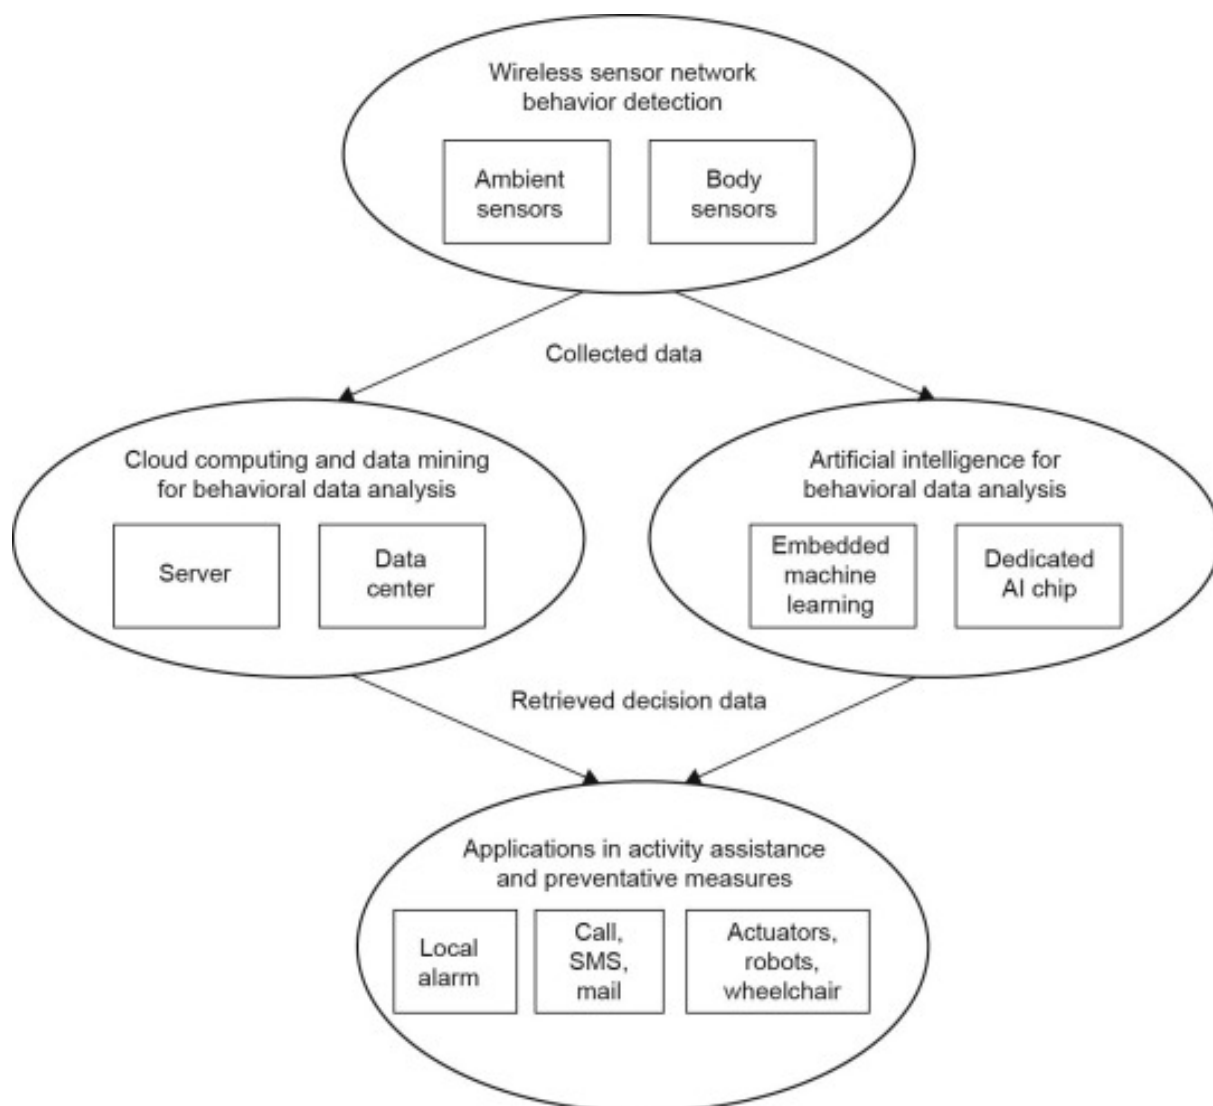 Wireless sensor network
behavior detection
Ambient
sensors
Body
sensors
Collected data
Cloud computing and data mining
for behavioral data analysis
Server
Data
center
Artificial intelligence for
behavioral data analysis
Embedded
machine
learning
Dedicated
AI chip
Retrieved decision data
Applications in activity assistance
and preventative measures
Local
alarm
Call,
SMS,
mail
Actuators,
robots,
wheelchair